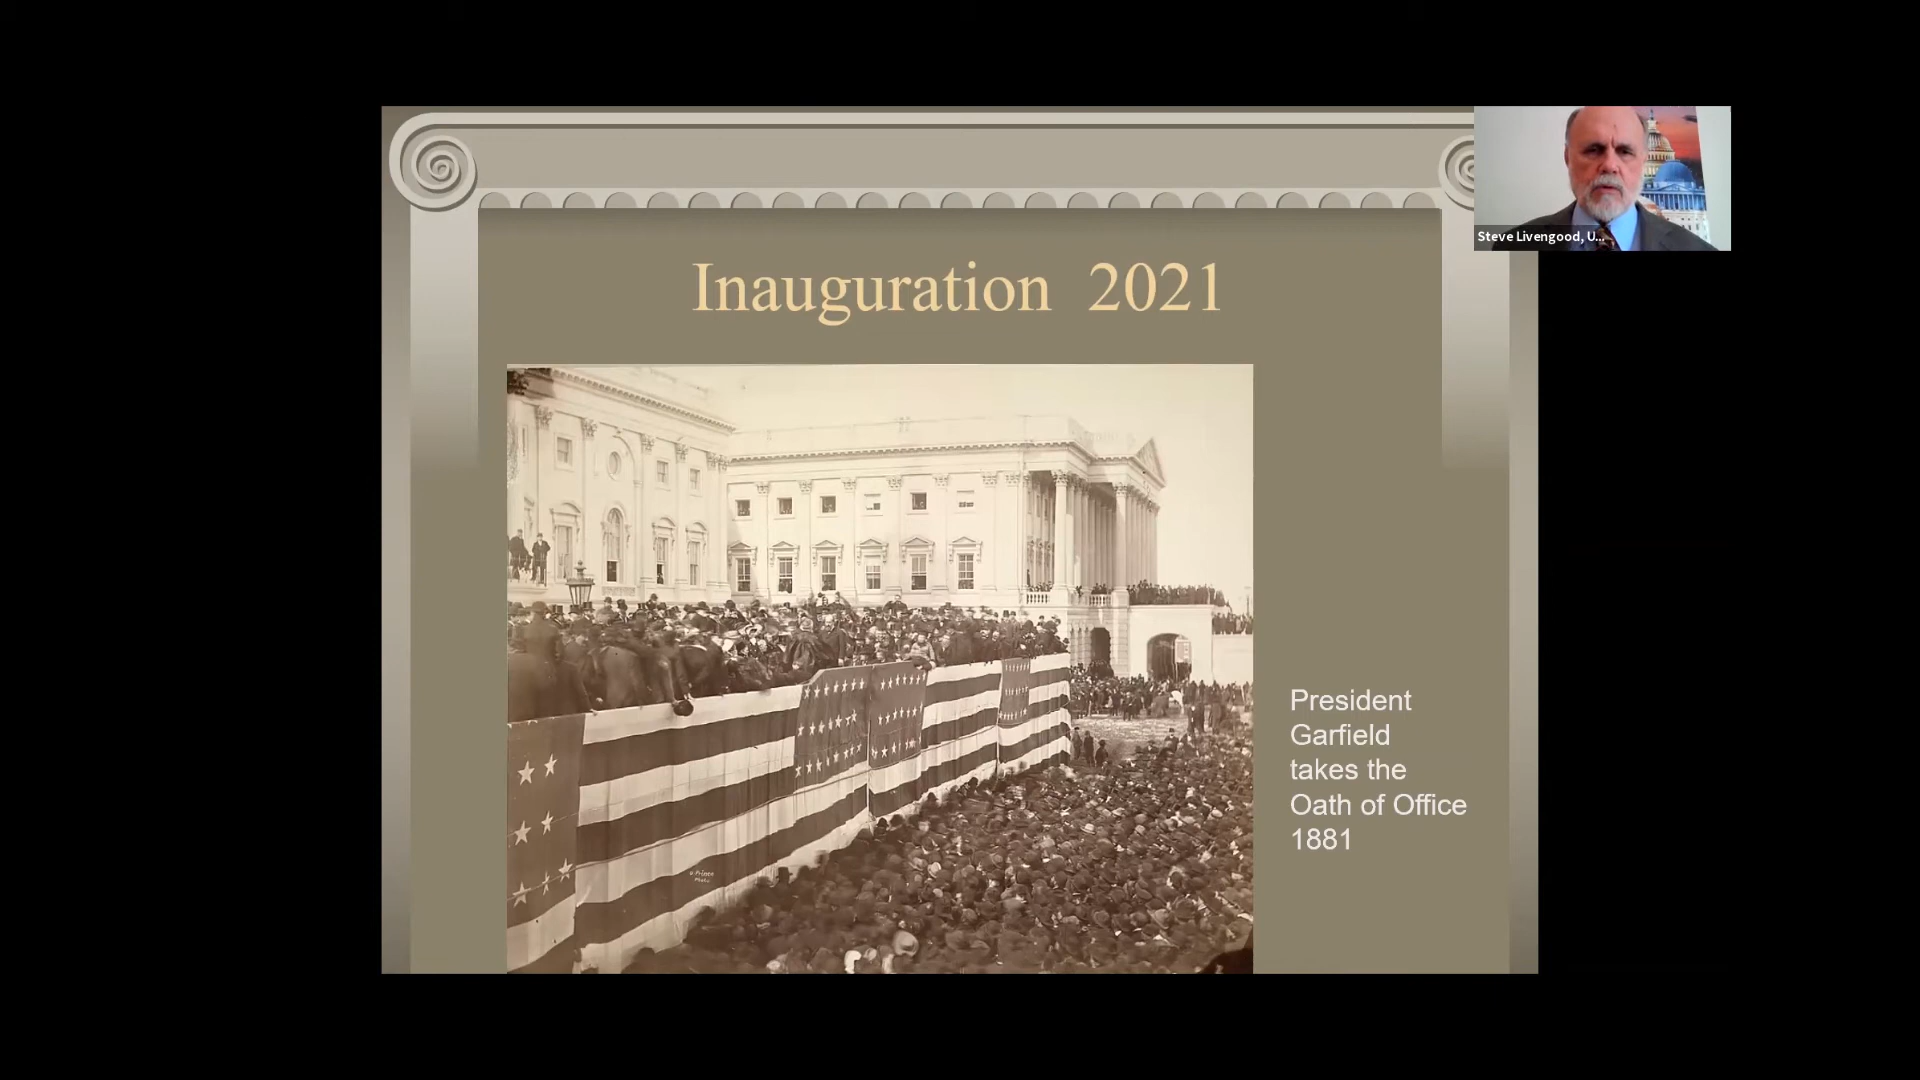 Steve Livengood, U...
Inauguration 2021
President
Garfield
takes the
Oath of Office
1881